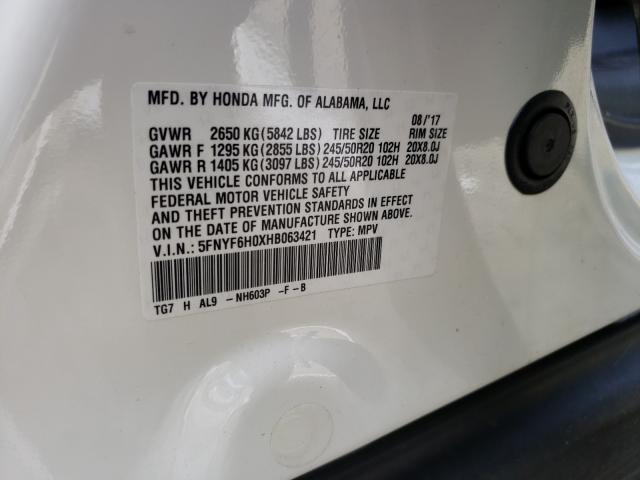 MFD. BY HONDA MFG. OF ALABAMA, LLC 08/'17
GVWR 2650 KG (5842 LBS) TIRE SIZE RIM SIZE
GAWR F 1295 KG (2855 LBS) 245/50R20 102H 20X8.0J
GAWR R 1405 KG (3097 LBS) 245/50R20 102H 20X8.0J
THIS VEHICLE CONFORMS TO ALL APPLICABLE
FEDERAL MOTOR VEHICLE SAFETY
AND THEFT PREVENTION STANDARDS IN EFFECT
ON THE DATE OF MANUFACTURE SHOWN ABOVE.
V.I.N.: 5FNYF6H0XHB063421 TYPE: MPV
TG7 H AL9 -NH603P -F -B